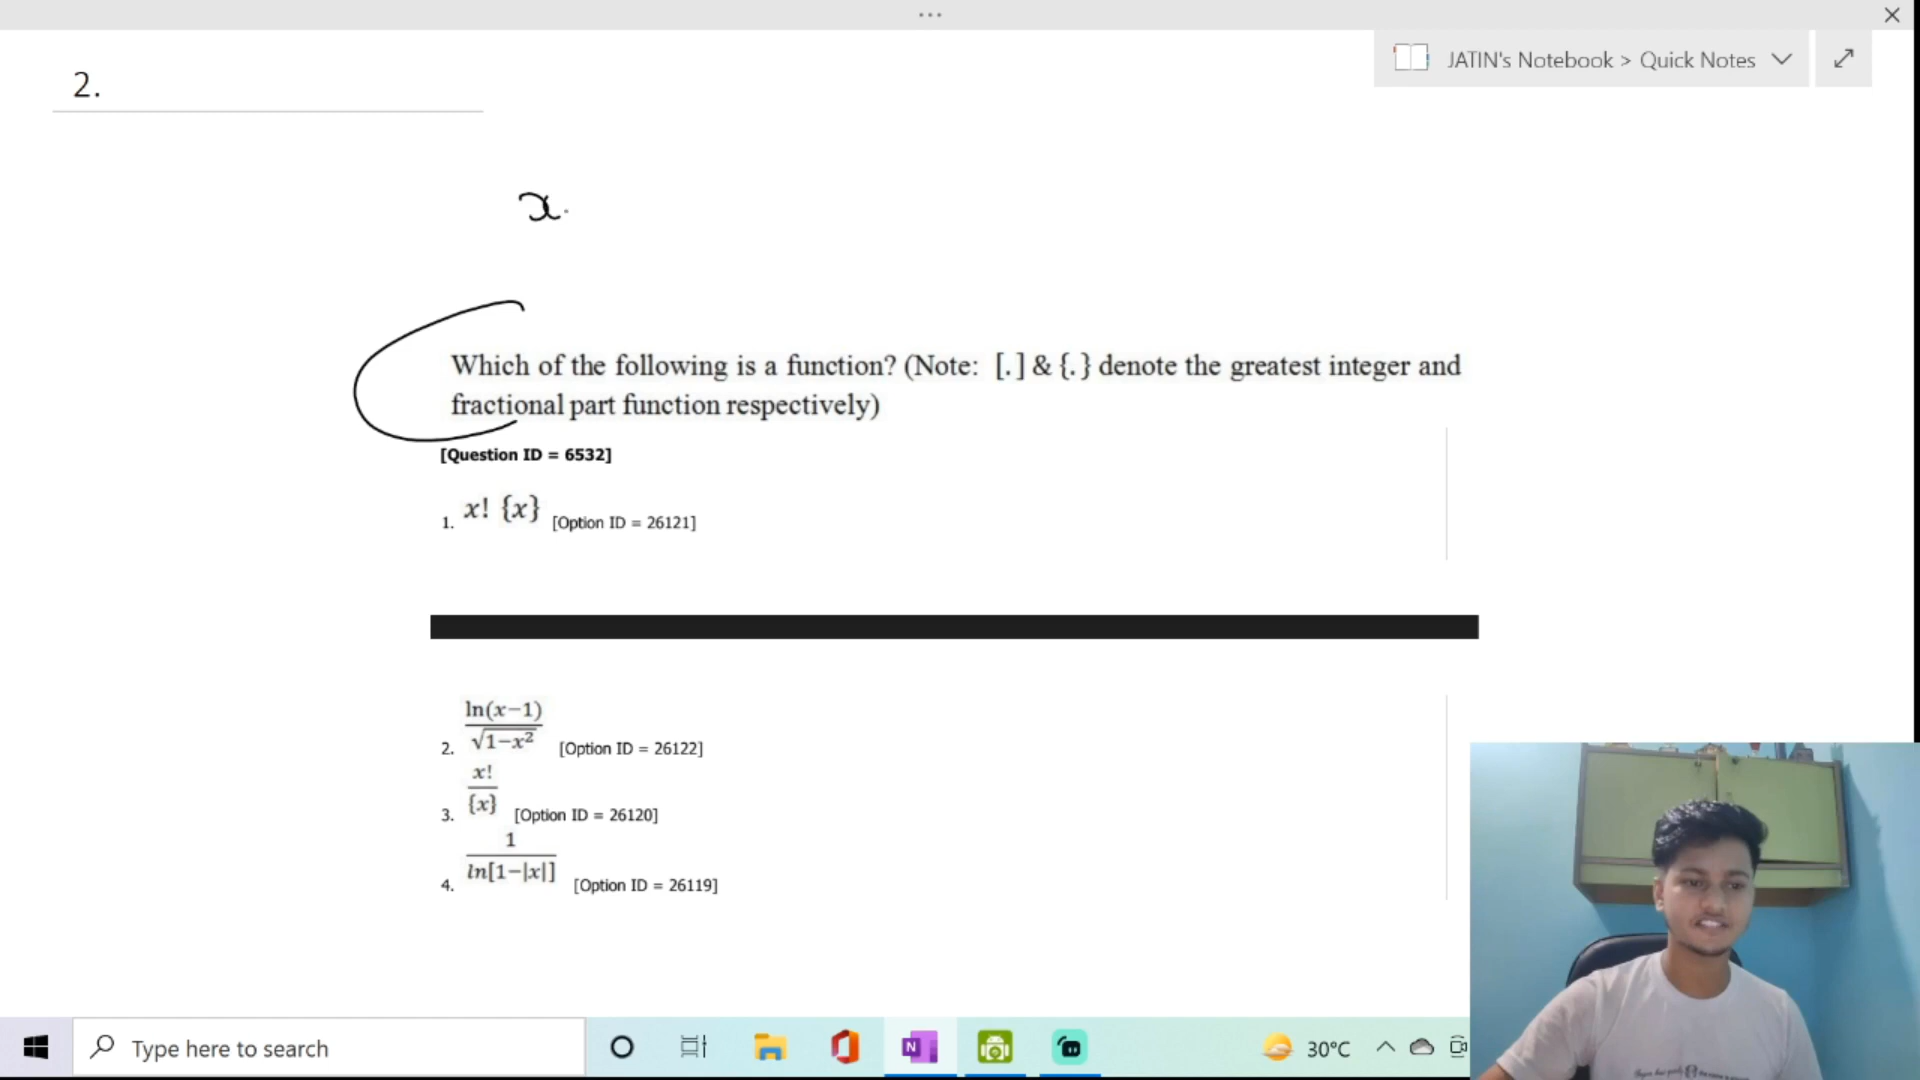 JATIN's Notebook > Quick Notes
2.
x.
Which of the following is a function? (Note: [.] & {.} denote the greatest integer and
fractional part function respectively)
[Question ID = 6532]
1. x! {x} [Option ID = 26121]
2. ln(x−1)
√1−x² [Option ID = 26122]
x!
3. {x} [Option ID = 26120]
1
4. ln[1−|x|] [Option ID = 26119]
Type here to search
30°C